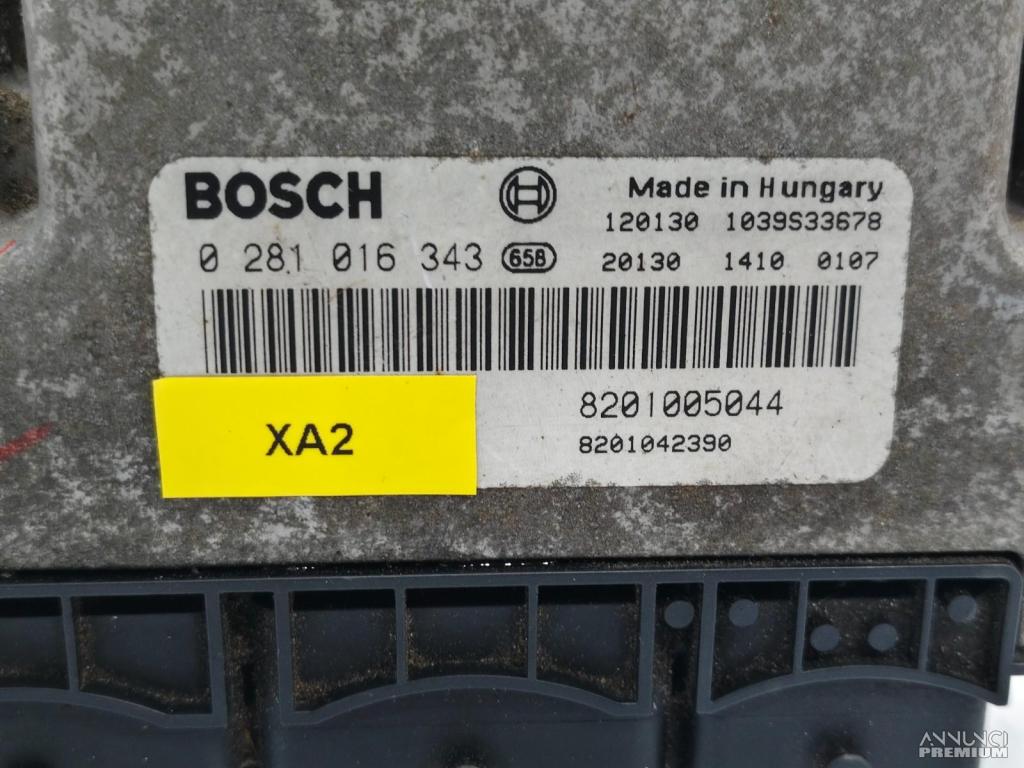 BOSCH
Made in Hungary
120130 1039S33678
0 281 016 343 658 20130 1410 0107
8201005044
8201042390
XA2
ANNUNCI
PREMIUM